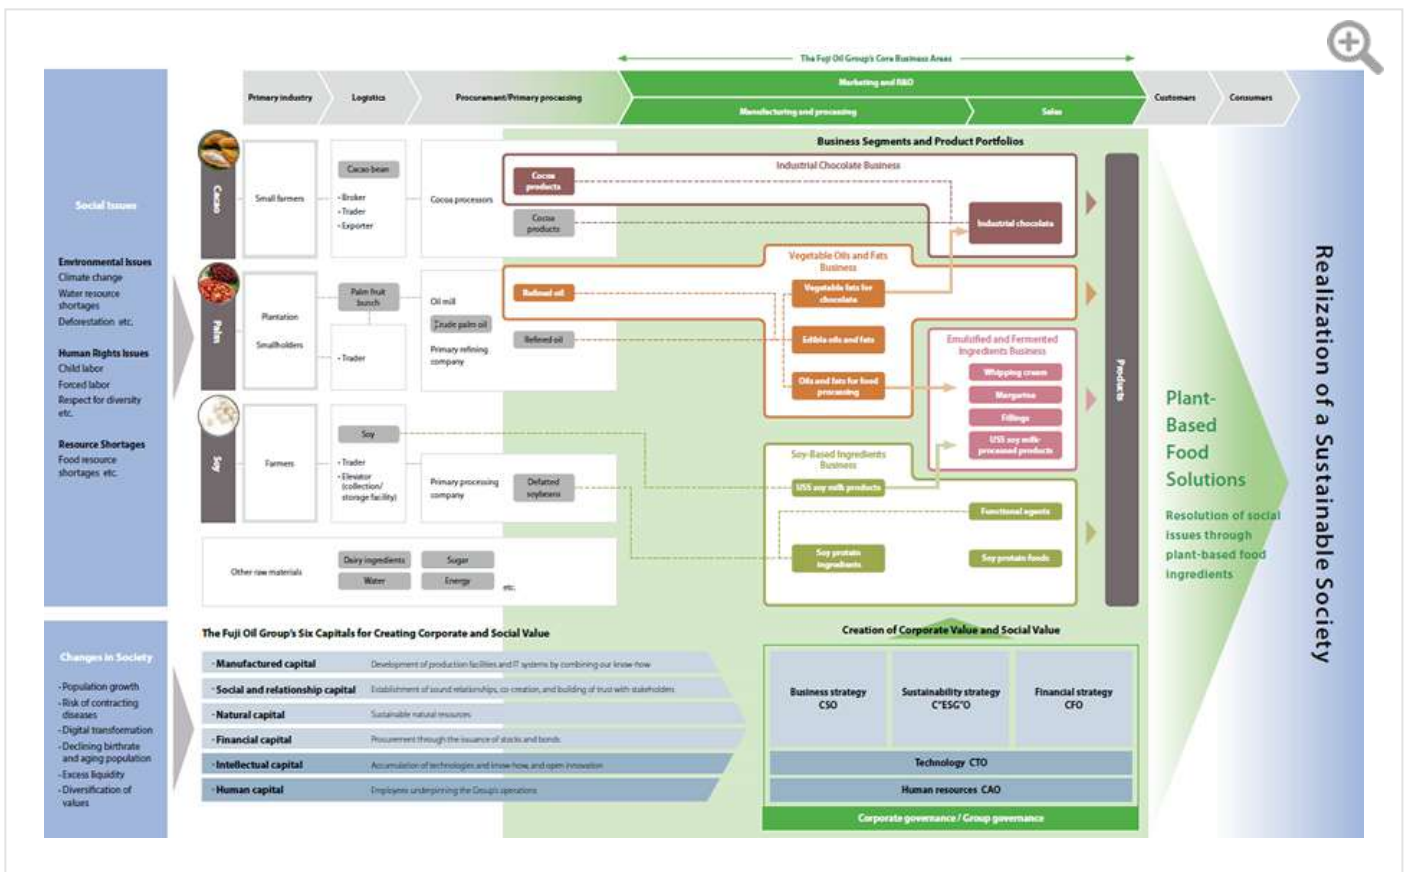 The Fuji Oil Group's Core Business Areas
Primary industry
Logistics
Procurement/Primary processing
Marketing and R&D
Manufacturing and processing
Sales
Customers
Consumers
Social Issues
Environmental Issues
Climate change
Water resource
shortages
Deforestation etc.
Human Rights Issues
Child labor
Forced labor
Respect for diversity
etc.
Resource Shortages
Food resource
shortages etc.
Cacao
Small farmers
Cacao bean
・Broker
・Trader
・Exporter
Cocoa processors
Palm
Plantation
Smallholders
Palm fruit
bunch
・Trader
Oil mill
Crude palm oil
Primary refining
company
Soy
Farmers
Soy
・Trader
・Elevator
(collection/
storage facility)
Primary processing
company
Defatted
soybeans
Other raw materials
Dairy ingredients
Sugar
Water
Energy
etc.
Business Segments and Product Portfolios
Industrial Chocolate Business
Cocoa
products
Cocoa
products
Industrial chocolate
Vegetable Oils and Fats
Business
Refined oil
Refined oil
Vegetable fats for
chocolate
Edible oils and fats
Oils and fats for food
processing
Emulsified and Fermented
Ingredients Business
Whipping cream
Margarine
Fillings
USS soy milk-
processed products
Soy-Based Ingredients
Business
USS soy milk products
Functional agents
Soy protein
ingredients
Soy protein foods
Products
Plant-
Based
Food
Solutions
Resolution of social
issues through
plant-based food
ingredients
Realization of a Sustainable Society
Changes in Society
・Population growth
・Risk of contracting
diseases
・Digital transformation
・Declining birthrate
and aging population
・Excess liquidity
・Diversification of
values
The Fuji Oil Group's Six Capitals for Creating Corporate and Social Value
・Manufactured capital Development of production facilities and IT systems by combining our know-how
・Social and relationship capital Establishment of sound relationships, co-creation, and building of trust with stakeholders
・Natural capital Sustainable natural resources
・Financial capital Procurement through the issuance of stocks and bonds
・Intellectual capital Accumulation of technologies and know-how, and open innovation
・Human capital Employees underpinning the Group's operations
Creation of Corporate Value and Social Value
Business strategy
CSO
Sustainability strategy
C"ESG"O
Financial strategy
CFO
Technology CTO
Human resources CAO
Corporate governance / Group governance